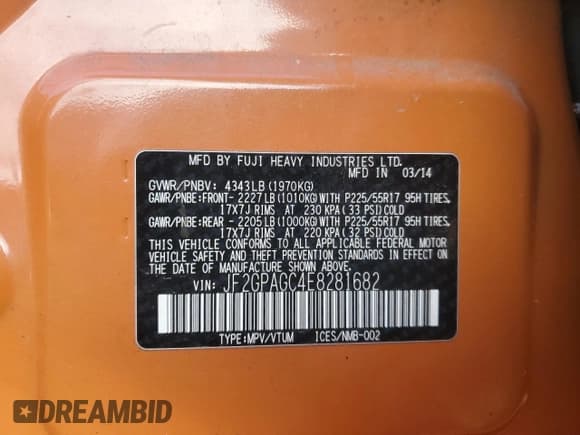 MFD BY FUJI HEAVY INDUSTRIES LTD.
MFD IN 03/14
GVWR/PNBV: 4343LB(1970KG)
GAWR/PNBE:FRONT- 2227LB(1010KG)WITH P225/55R17 95H TIRES,
17X7J RIMS AT 230 KPA(33 PSI)COLD
GAWR/PNBE:REAR - 2205LB(1000KG)WITH P225/55R17 95H TIRES,
17X7J RIMS AT 220 KPA(32 PSI)COLD
THIS VEHICLE CONFORMS TO ALL APPLICABLE FEDERAL MOTOR
VEHICLE SAFETY AND THEFT PREVENTION STANDARDS IN EFFECT
ON THE DATE OF MANUFACTURE SHOWN ABOVE.
VIN: JF2GPAGC4E8281682
TYPE:MPV/VTUM ICES/NMB-002
DREAMBID